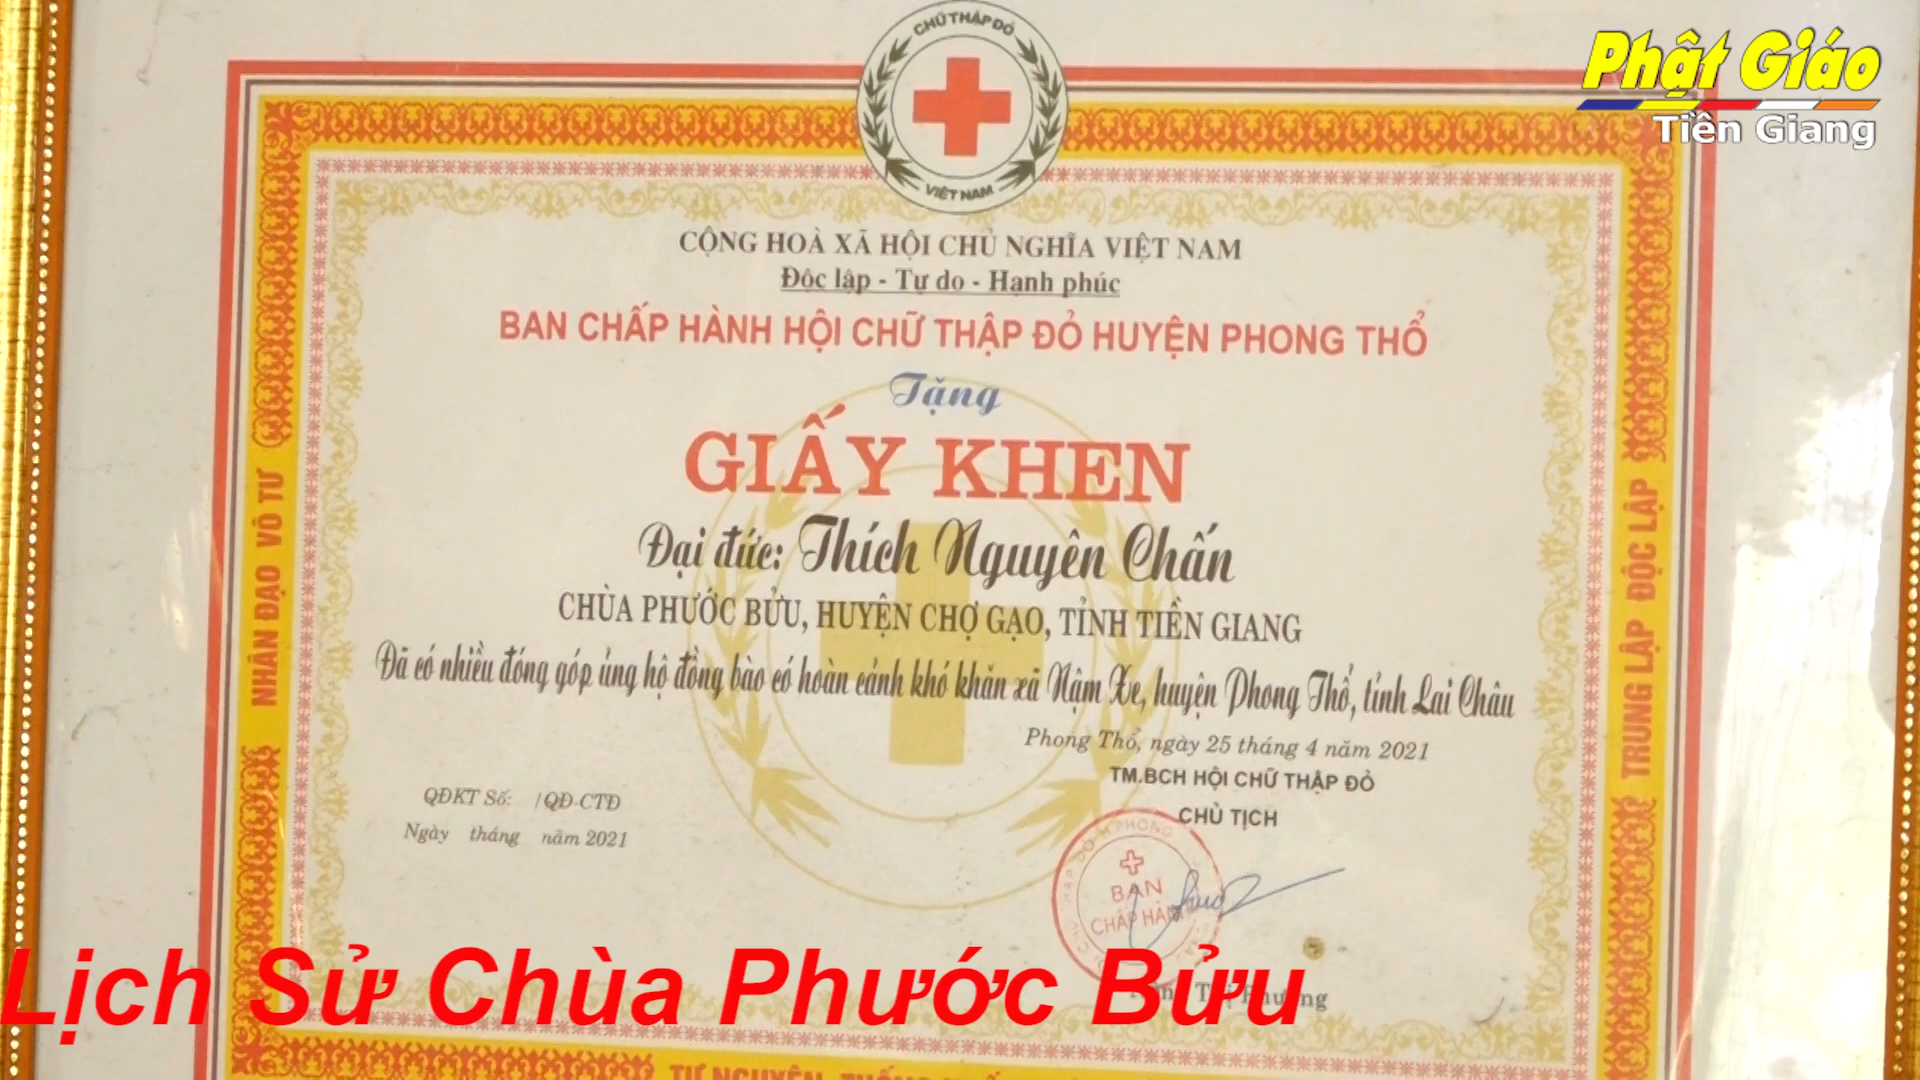 CHỮ THẬP ĐỎ
VIỆT NAM
Phật Giáo
Tiền Giang
CỘNG HOÀ XÃ HỘI CHỦ NGHĨA VIỆT NAM
Độc lập - Tự do - Hạnh phúc
BAN CHẤP HÀNH HỘI CHỮ THẬP ĐỎ HUYỆN PHONG THỔ
Tặng
GIẤY KHEN
Đại đức: Thích Nguyên Chấn
CHÙA PHƯỚC BỬU, HUYỆN CHỢ GẠO, TỈNH TIỀN GIANG
Đã có nhiều đóng góp ủng hộ đồng bào có hoàn cảnh khó khăn xã Nậm Xe, huyện Phong Thổ, tỉnh Lai Châu
Phong Thổ, ngày 25 tháng 4 năm 2021
TM.BCH HỘI CHỮ THẬP ĐỎ
CHỦ TỊCH
QĐKT Số: /QĐ-CTĐ
Ngày tháng năm 2021
NHÂN ĐẠO VÔ TƯ
TRUNG LẬP ĐỘC LẬP
BAN
CHẤP HÀNH
Lịch Sử Chùa Phước Bửu
TỰ NGUYỆN